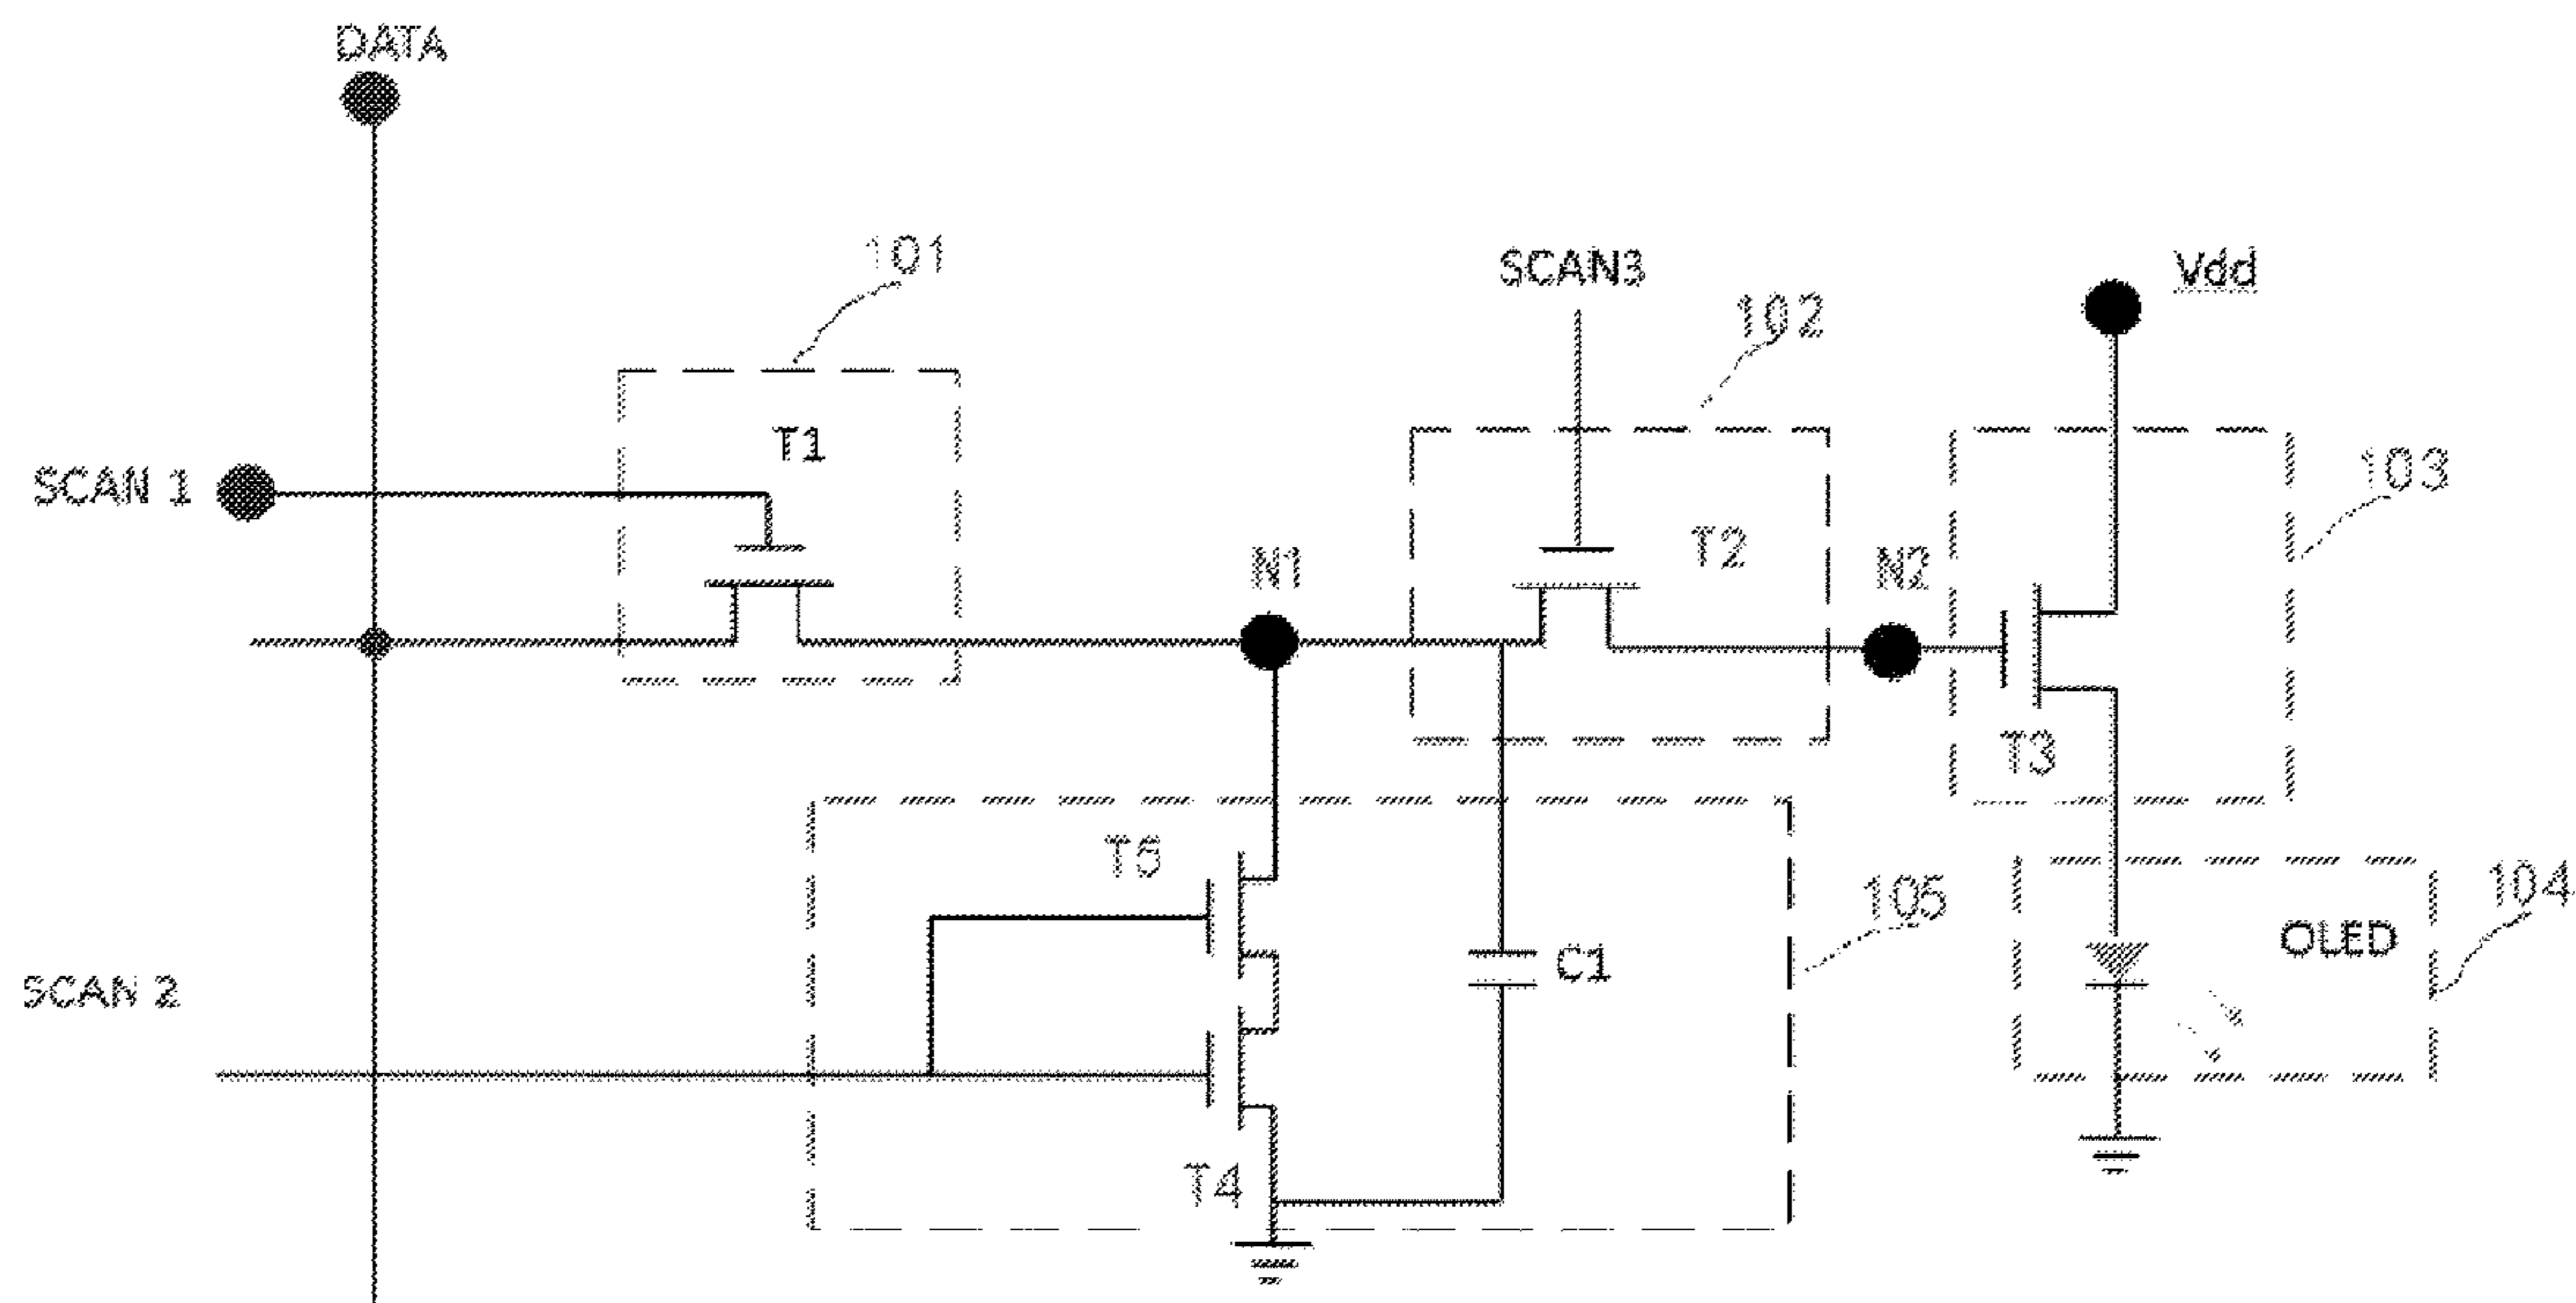 DATA
101
SCAN3
102
Vdd
T1
103
SCAN 1
T2
N1
N2
T3
T5
105
104
OLED
C1
SCAN 2
T4